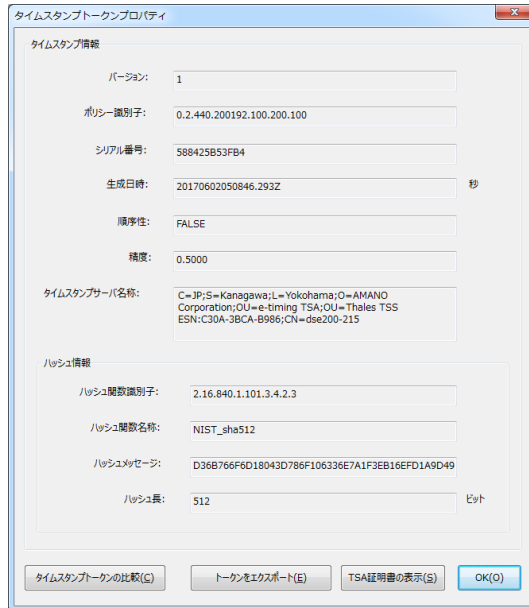 タイムスタンプトークンプロパティ
タイムスタンプ情報
バージョン: 1
ポリシー識別子: 0.2.440.200192.100.200.100
シリアル番号: 588425B53FB4
生成日時: 20170602050846.293Z 秒
順序性: FALSE
精度: 0.5000
タイムスタンプサーバ名称: C=JP;S=Kanagawa;L=Yokohama;O=AMANO
Corporation;OU=e-timing TSA;OU=Thales TSS
ESN:C30A-3BCA-B986;CN=dse200-215
ハッシュ情報
ハッシュ関数識別子: 2.16.840.1.101.3.4.2.3
ハッシュ関数名称: NIST_sha512
ハッシュメッセージ: D36B766F6D18043D786F106336E7A1F3EB16EFD1A9D49
ハッシュ長: 512 ビット
タイムスタンプトークンの比較(C) トークンをエクスポート(E) TSA証明書の表示(S) OK(O)